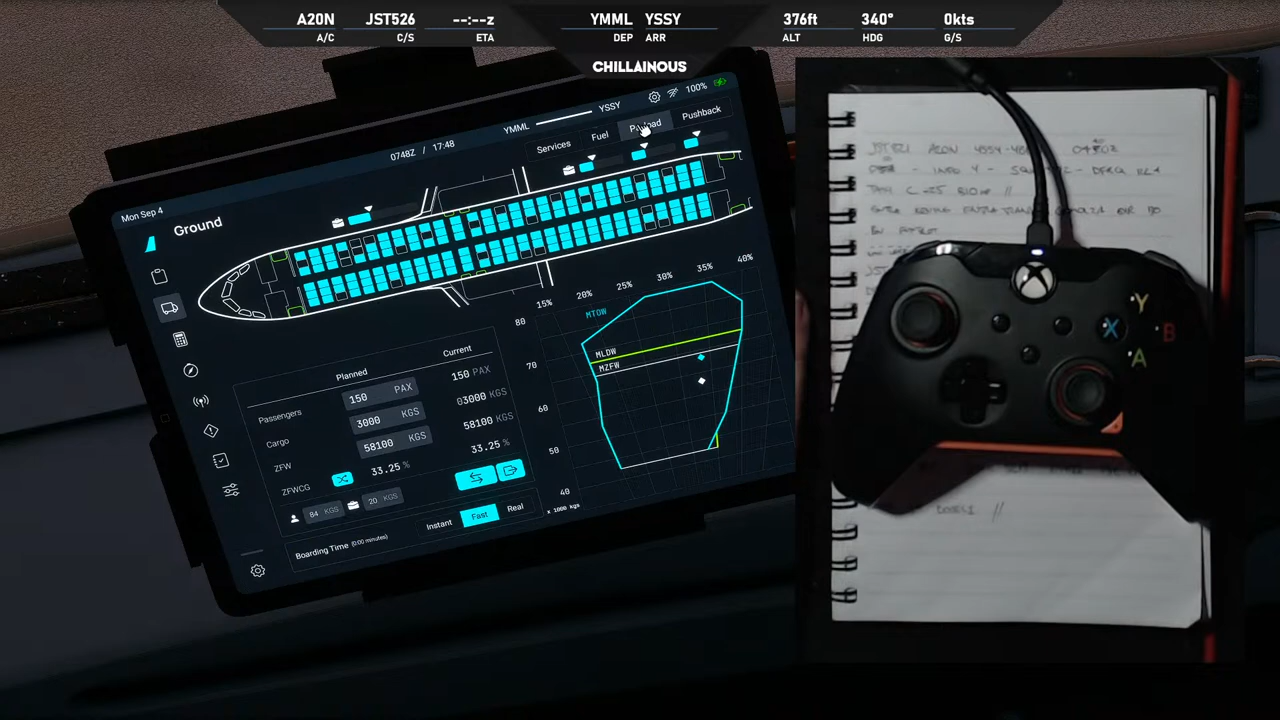 A20N JST526 --:--z YMML YSSY 376ft 340° 0kts
A/C C/S ETA DEP ARR ALT HDG G/S
CHILLAINOUS
Mon Sep 4
0748Z / 17:48
YMML YSSY
100%
Ground
Services Fuel Payload Pushback
Planned Current
Passengers 150 PAX 150 PAX
Cargo 3000 KGS 03000 KGS
ZFW 58100 KGS 58100 KGS
ZFWCG 33.25 % 33.25 %
84 KGS 20 KGS
Boarding Time (0:00 minutes) Instant Fast Real
15% 20% 25% 30% 35% 40%
80
70
60
50
40
x 1000 kgs
MTOW
MLDW
MZFW
Y
X B
A